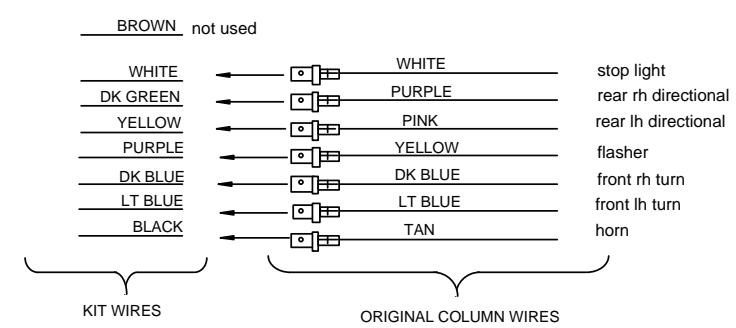 BROWN not used
WHITE WHITE stop light
DK GREEN PURPLE rear rh directional
YELLOW PINK rear lh directional
PURPLE YELLOW flasher
DK BLUE DK BLUE front rh turn
LT BLUE LT BLUE front lh turn
BLACK TAN horn
KIT WIRES ORIGINAL COLUMN WIRES